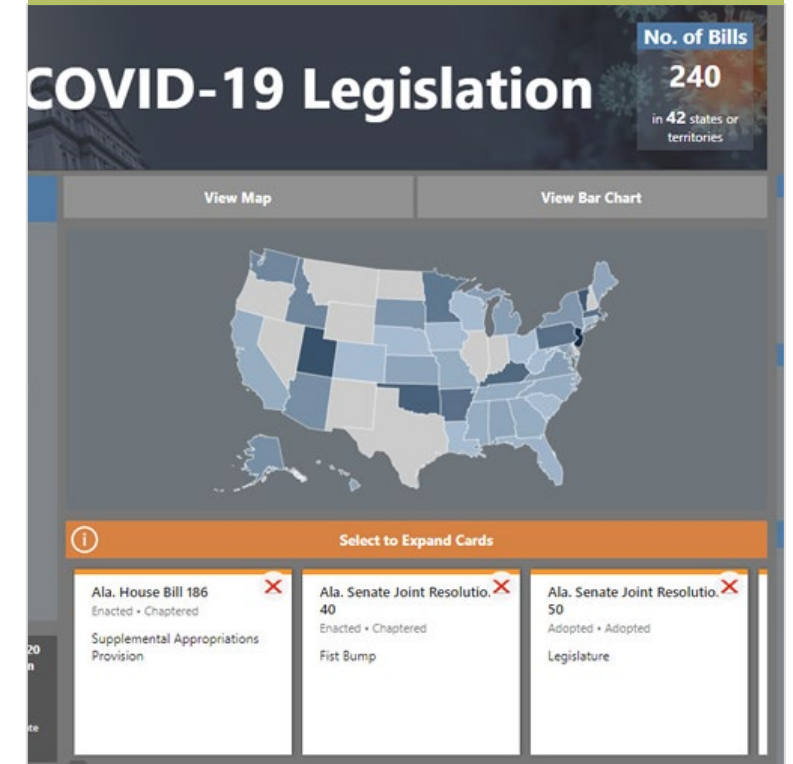 COVID-19 Legislation
No. of Bills
240
in 42 states or
territories
View Map
View Bar Chart
Select to Expand Cards
Ala. House Bill 186
Enacted • Chaptered
Supplemental Appropriations
Provision
Ala. Senate Joint Resolutio.
40
Enacted • Chaptered
Fist Bump
Ala. Senate Joint Resolutio.
50
Adopted • Adopted
Legislature
20